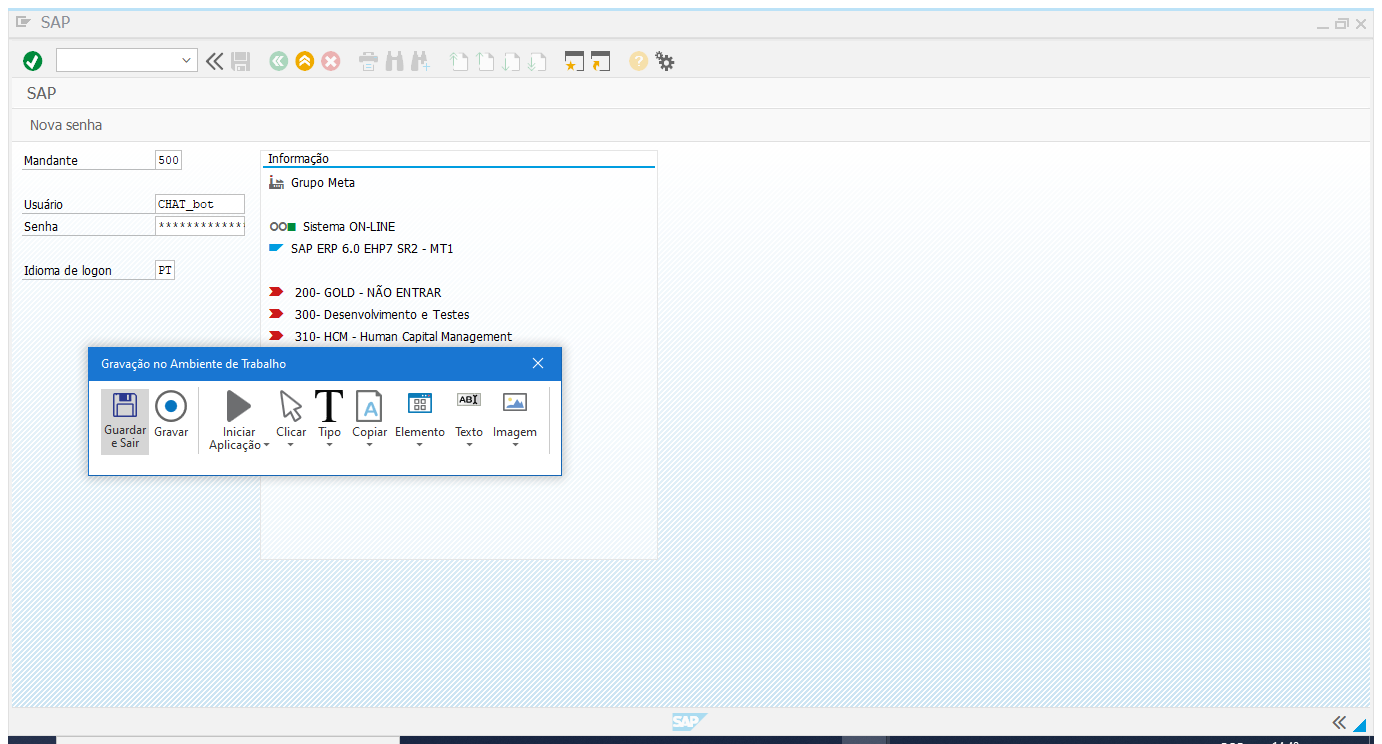 SAP
SAP
Nova senha
Mandante 500
Usuário CHAT_bot
Senha *************
Idioma de logon PT
Informação
Grupo Meta
Sistema ON-LINE
SAP ERP 6.0 EHP7 SR2 - MT1
200- GOLD - NÃO ENTRAR
300- Desenvolvimento e Testes
310- HCM - Human Capital Management
Gravação no Ambiente de Trabalho
Guardar e Sair
Gravar
Iniciar Aplicação
Clicar
Tipo
A
Copiar
Elemento
ABI
Texto
Imagem
SAP